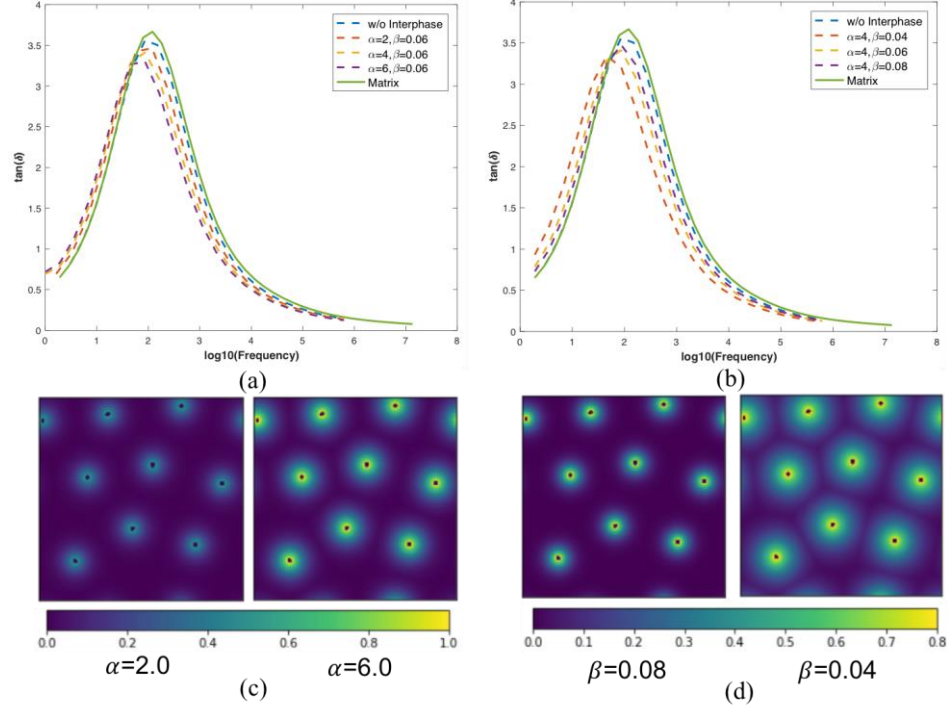 4
3.5
3
2.5
2
1.5
1
0.5
0
tan(δ)
0 1 2 3 4 5 6 7 8
log10(Frequency)
w/o Interphase
α=2,β=0.06
α=4,β=0.06
α=6,β=0.06
Matrix
(a)
4
3.5
3
2.5
2
1.5
1
0.5
0
tan(δ)
0 1 2 3 4 5 6 7 8
log10(Frequency)
w/o Interphase
α=4,β=0.04
α=4,β=0.06
α=4,β=0.08
Matrix
(b)
0.0 0.2 0.4 0.6 0.8 1.0
α=2.0 α=6.0
(c)
0.0 0.1 0.2 0.3 0.4 0.5 0.6 0.7 0.8
β=0.08 β=0.04
(d)